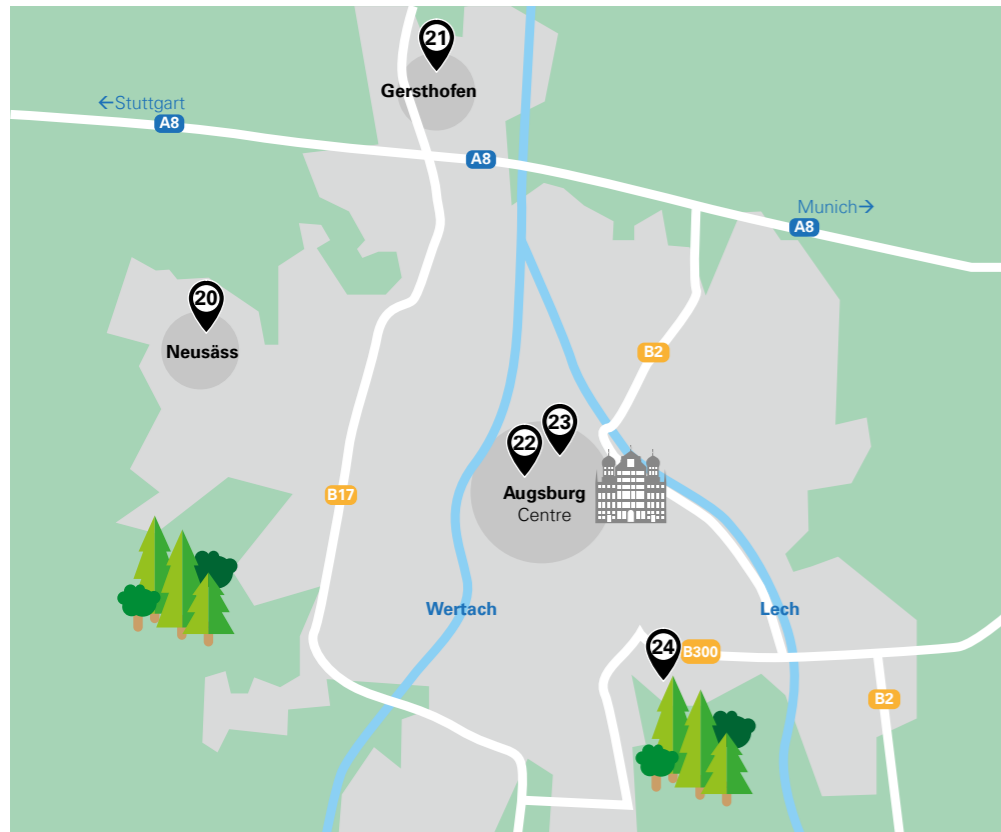 21
Gersthofen
←Stuttgart
A8
A8
Munich→
A8
20
Neusäss
B2
23
22
Augsburg
Centre
B17
Wertach
Lech
24
B300
B2